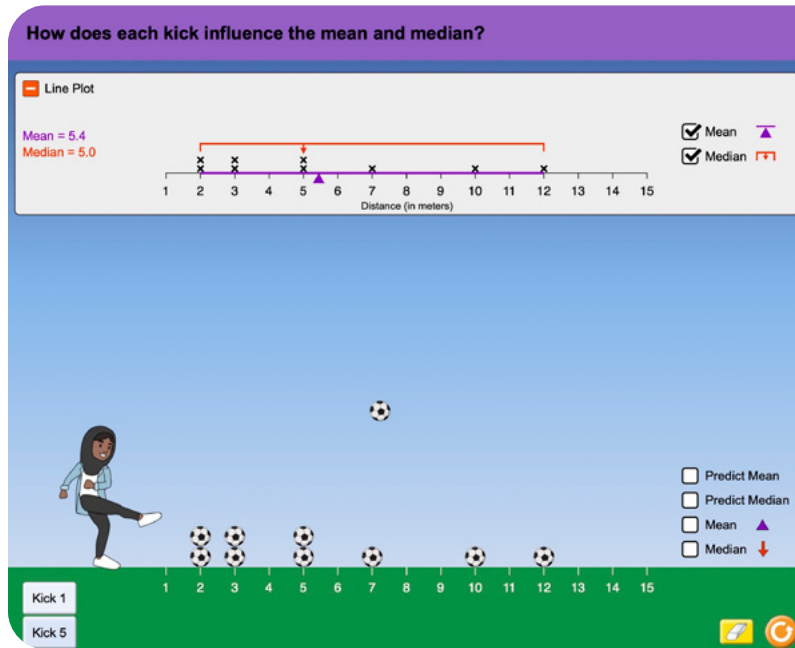 How does each kick influence the mean and median?
Line Plot
Mean = 5.4
Median = 5.0
Mean
Median
1 2 3 4 5 6 7 8 9 10 11 12 13 14 15
Distance (in meters)
Predict Mean
Predict Median
Mean
Median
1 2 3 4 5 6 7 8 9 10 11 12 13 14 15
Kick 1
Kick 5